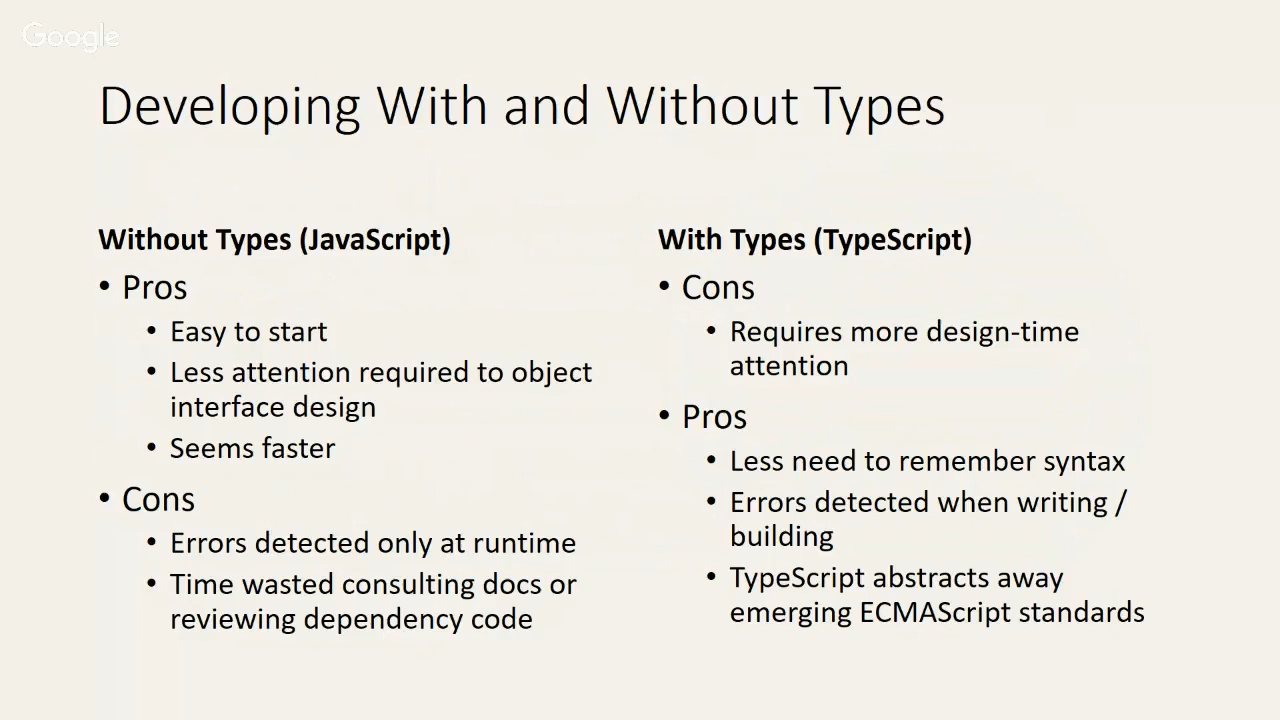 Google
Developing With and Without Types
Without Types (JavaScript)
• Pros
• Easy to start
• Less attention required to object
interface design
• Seems faster
• Cons
• Errors detected only at runtime
• Time wasted consulting docs or
reviewing dependency code
With Types (TypeScript)
• Cons
• Requires more design-time
attention
• Pros
• Less need to remember syntax
• Errors detected when writing /
building
• TypeScript abstracts away
emerging ECMAScript standards